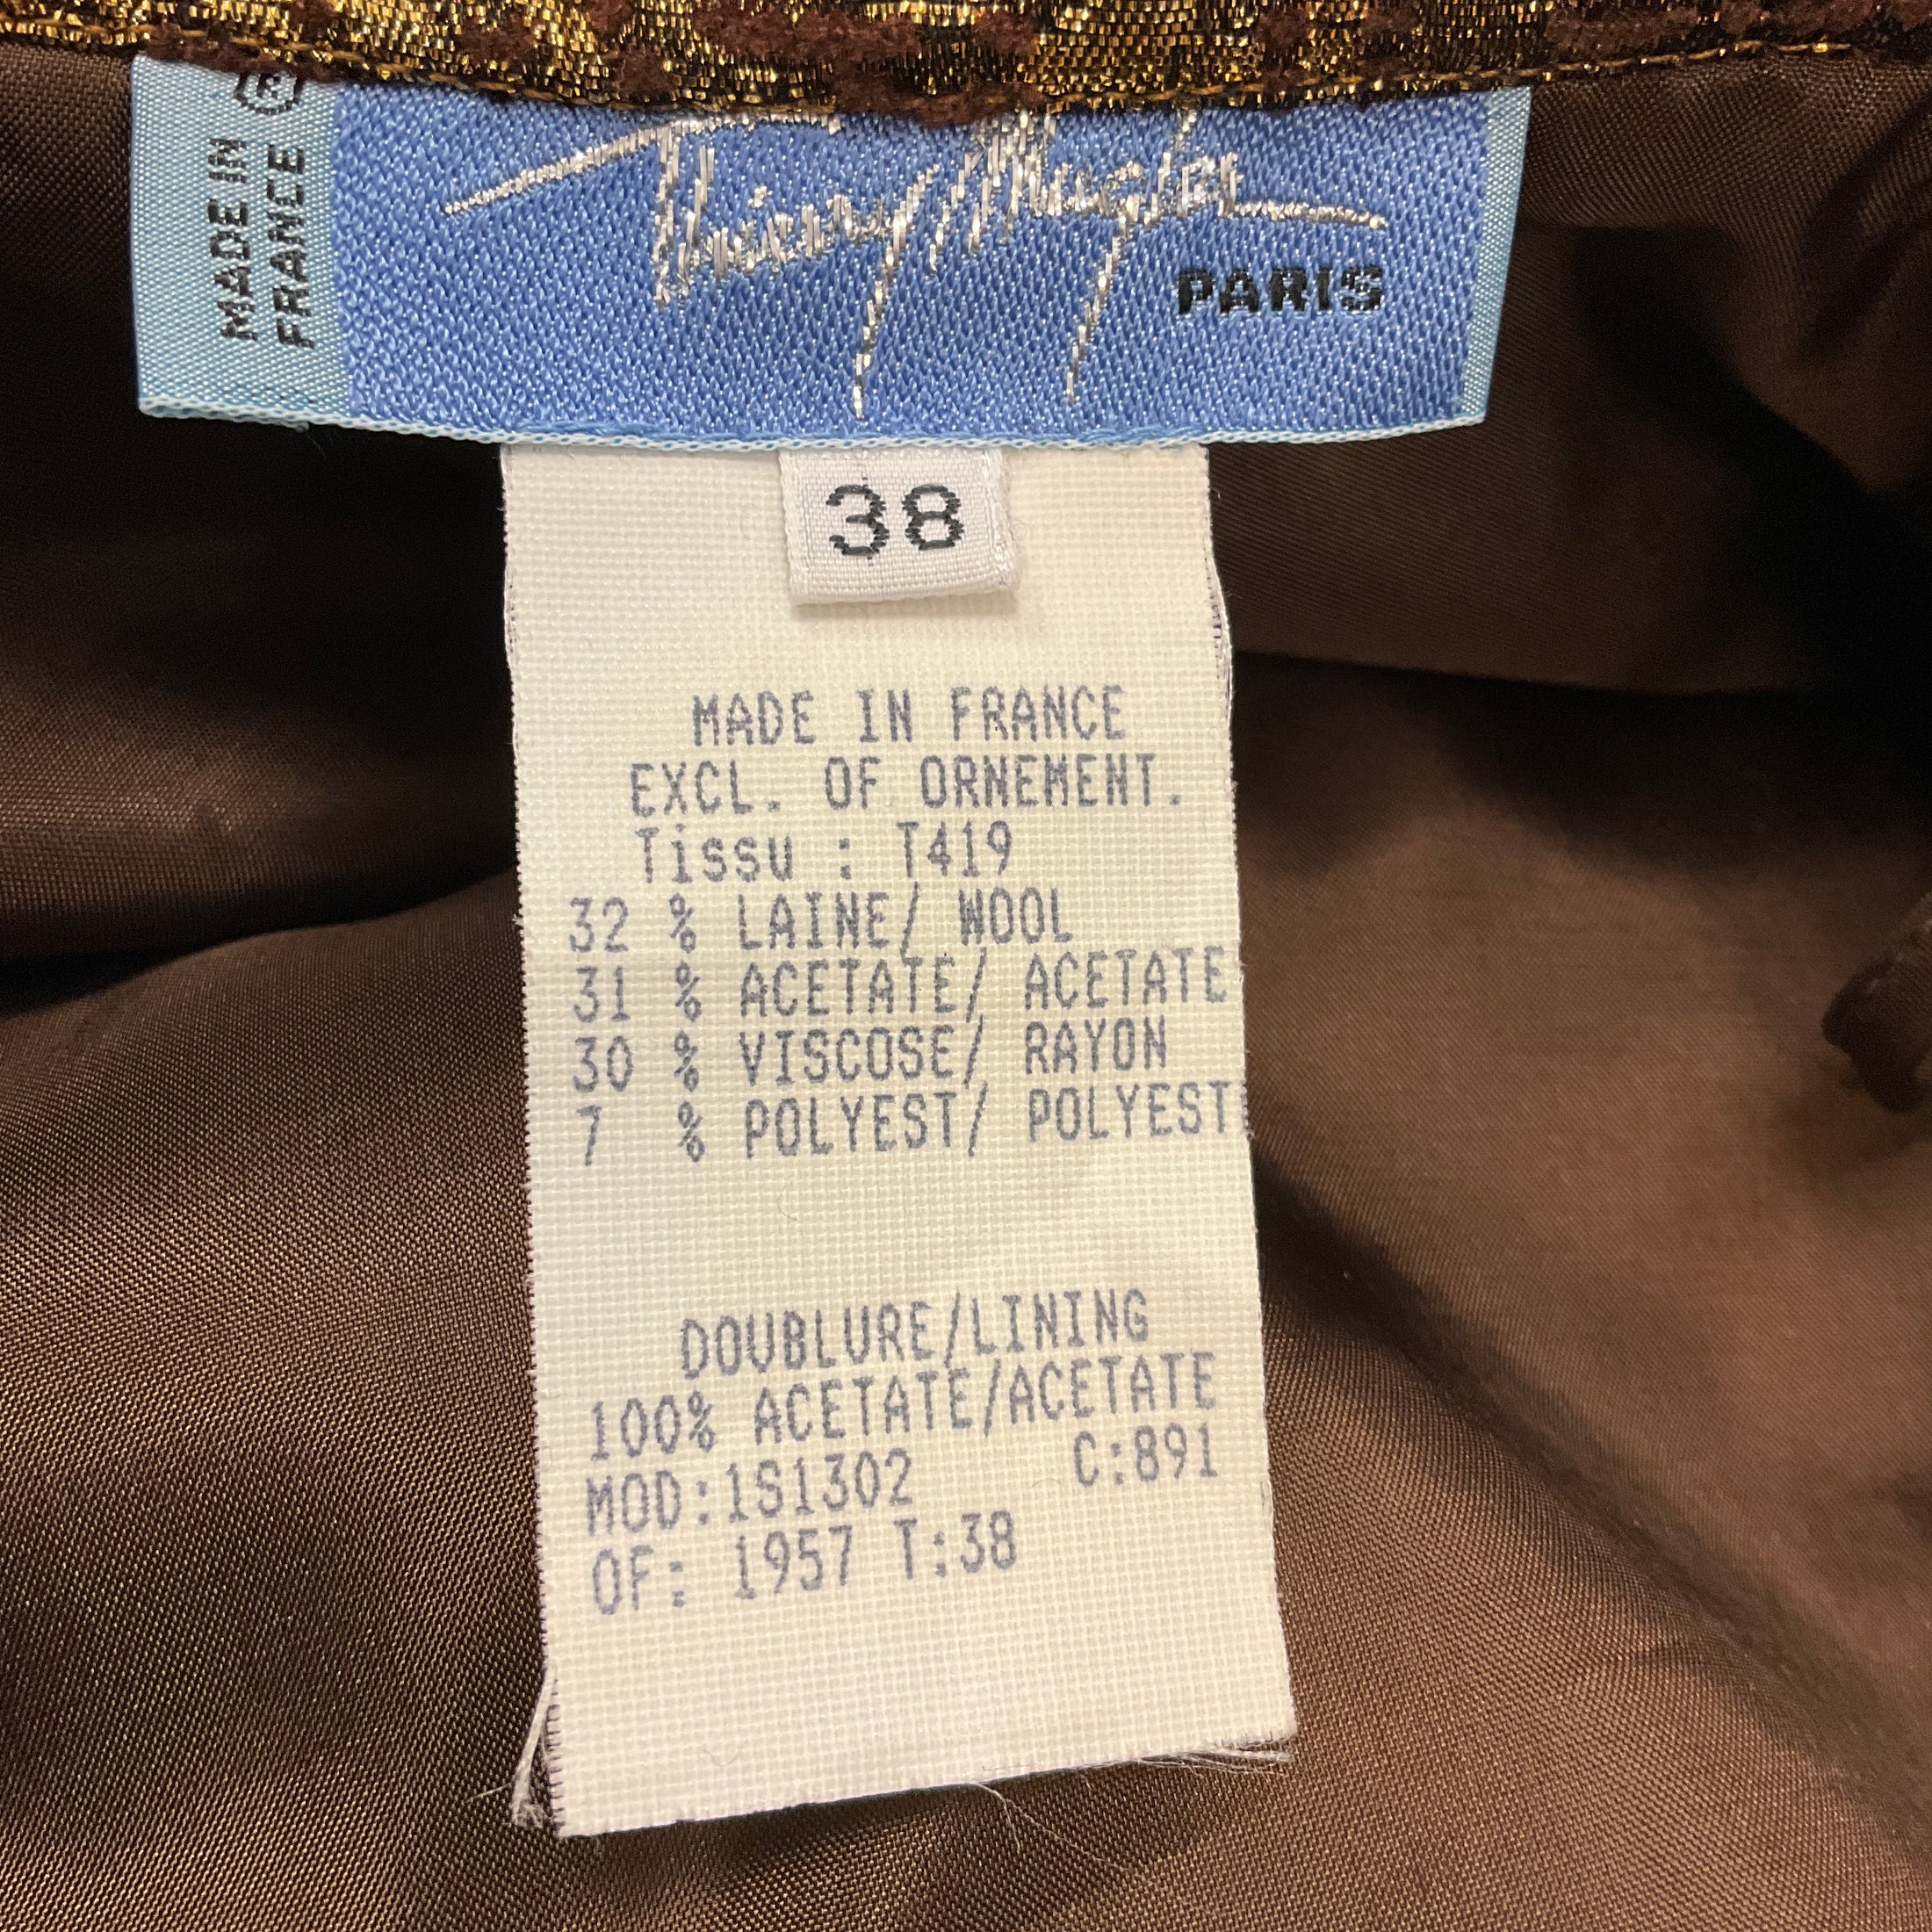 MADE IN
FRANCE ®
Thierry Mugler
PARIS
38
MADE IN FRANCE
EXCL. OF ORNEMENT.
Tissu : T419
32 % LAINE/ WOOL
31 % ACETATE/ ACETATE
30 % VISCOSE/ RAYON
7 % POLYEST/ POLYEST
DOUBLURE/LINING
100% ACETATE/ACETATE
MOD:1S1302 C:891
OF: 1957 T:38